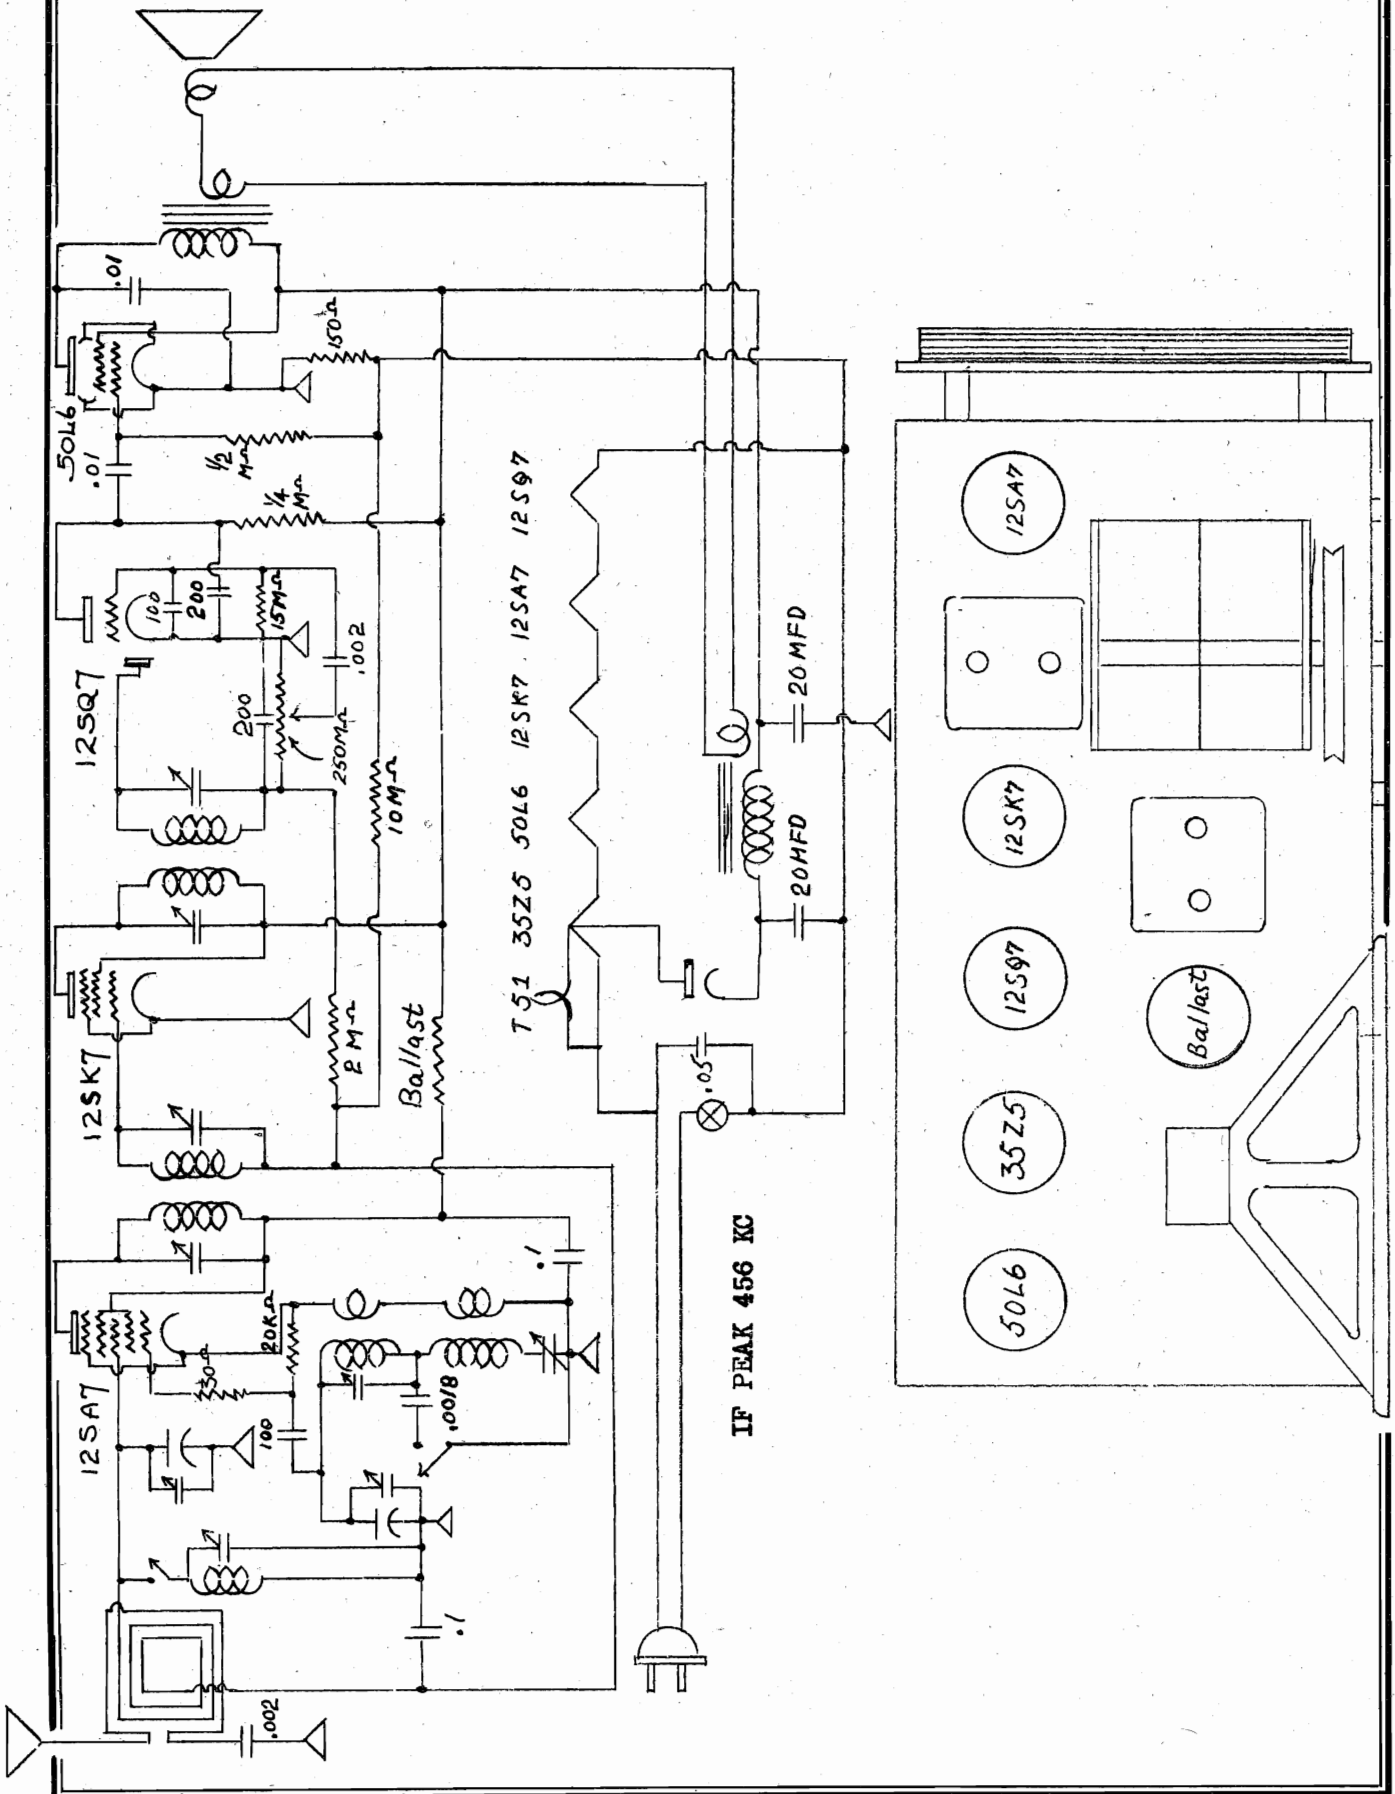 .01
150Ω
50L6
.01
1/2 MΩ
1/4 MΩ
100
200
15MΩ
.002
12SQ7
200
250MΩ
10MΩ
12SK7
2MΩ
Ballast
20KΩ
30Ω
12SA7
100
.0018
.1
.1
.002
T51 35Z5 50L6 12SK7. 12SA7 12SQ7
20MFD
20MFD
.05
IF PEAK 456 KC
12SA7
12SK7
12SQ7
Ballast
35Z5
50L6